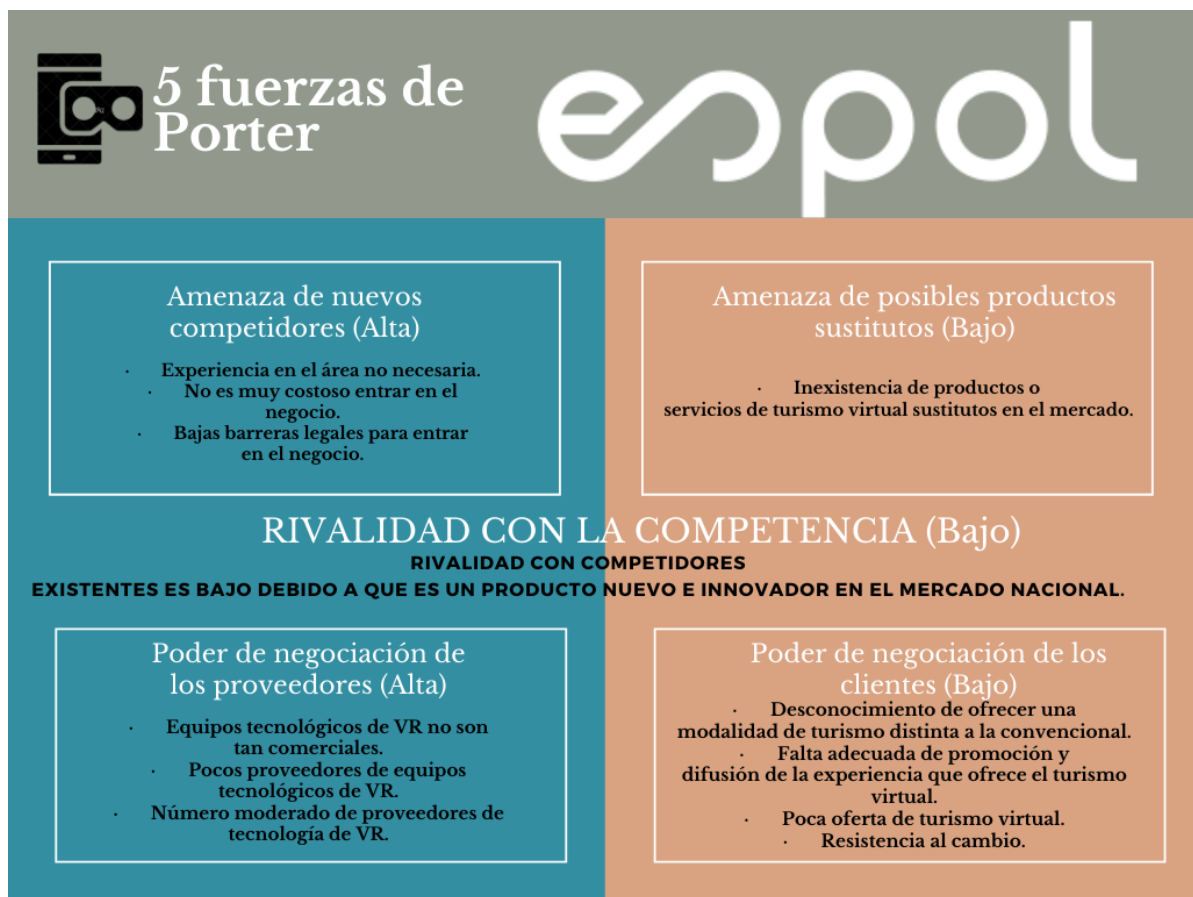 5 fuerzas de
Porter
espol
Amenaza de nuevos
competidores (Alta)
· Experiencia en el área no necesaria.
· No es muy costoso entrar en el
negocio.
· Bajas barreras legales para entrar
en el negocio.
Amenaza de posibles productos
sustitutos (Bajo)
· Inexistencia de productos o
servicios de turismo virtual sustitutos en el mercado.
RIVALIDAD CON LA COMPETENCIA (Bajo)
RIVALIDAD CON COMPETIDORES
EXISTENTES ES BAJO DEBIDO A QUE ES UN PRODUCTO NUEVO E INNOVADOR EN EL MERCADO NACIONAL.
Poder de negociación de
los proveedores (Alta)
· Equipos tecnológicos de VR no son
tan comerciales.
· Pocos proveedores de equipos
tecnológicos de VR.
· Número moderado de proveedores de
tecnología de VR.
Poder de negociación de los
clientes (Bajo)
· Desconocimiento de ofrecer una
modalidad de turismo distinta a la convencional.
· Falta adecuada de promoción y
difusión de la experiencia que ofrece el turismo
virtual.
· Poca oferta de turismo virtual.
· Resistencia al cambio.